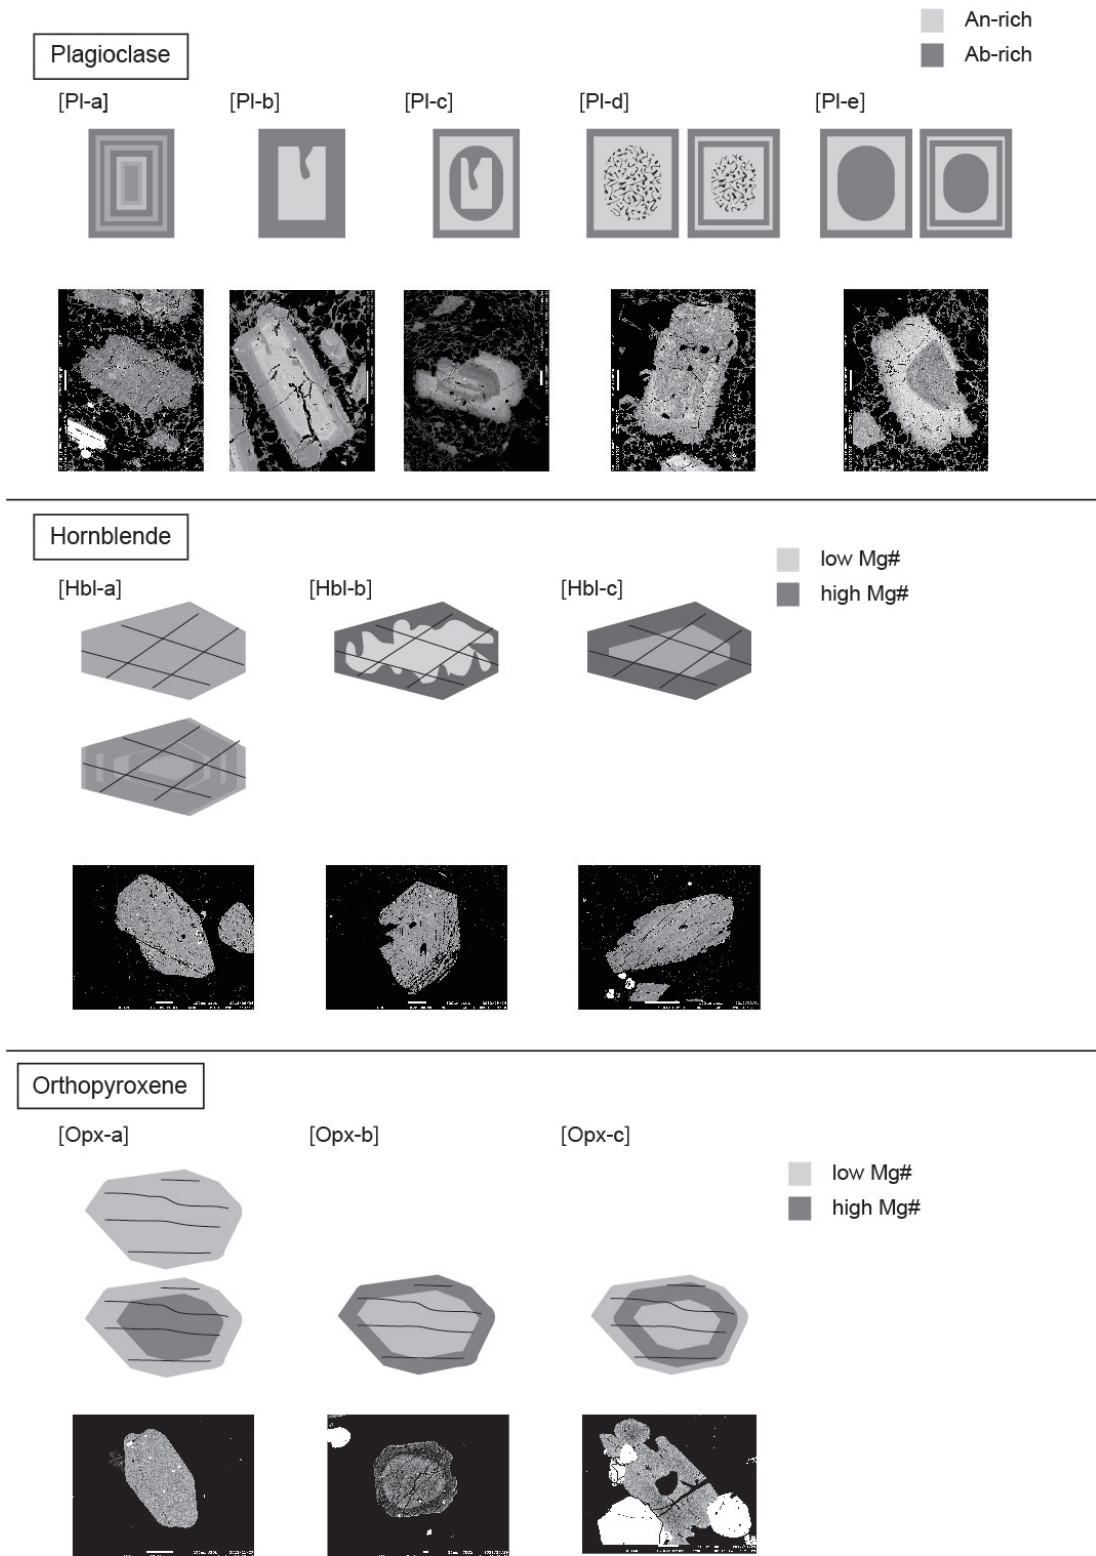 An-rich
Plagioclase
Ab-rich
[Pl-a]
[Pl-b]
[Pl-c]
[Pl-d]
[Pl-e]
Hornblende
low Mg#
[Hbl-a]
[Hbl-b]
[Hbl-c]
high Mg#
Orthopyroxene
[Opx-a]
[Opx-b]
[Opx-c]
low Mg#
high Mg#